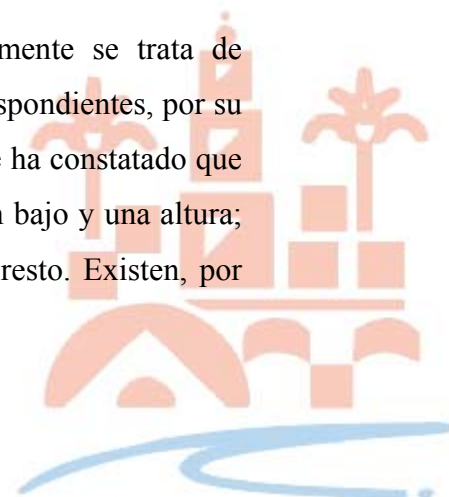 mente se trata de
spondientes, por su
e ha constatado que
n bajo y una altura;
resto. Existen, por